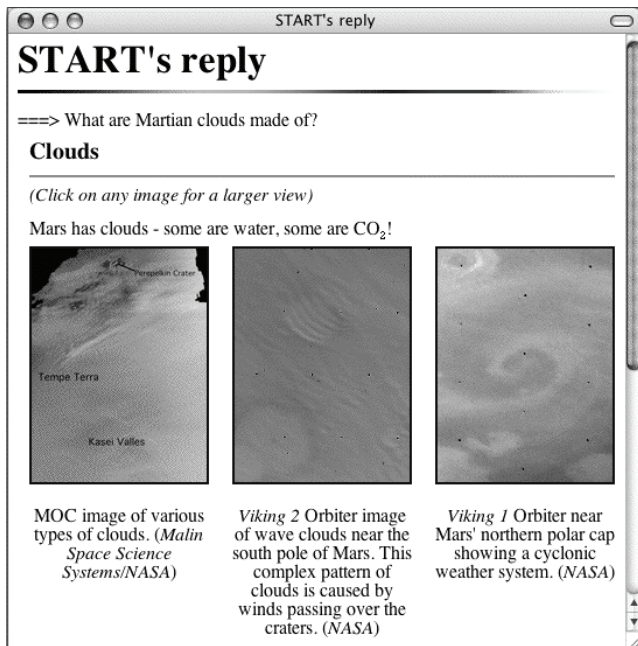 START's reply
START's reply
===> What are Martian clouds made of?
Clouds
(Click on any image for a larger view)
Mars has clouds - some are water, some are CO₂!
Perepelkin Crater
Tempe Terra
Kasei Valles
MOC image of various
types of clouds. (Malin
Space Science
Systems/NASA)
Viking 2 Orbiter image
of wave clouds near the
south pole of Mars. This
complex pattern of
clouds is caused by
winds passing over the
craters. (NASA)
Viking 1 Orbiter near
Mars' northern polar cap
showing a cyclonic
weather system. (NASA)